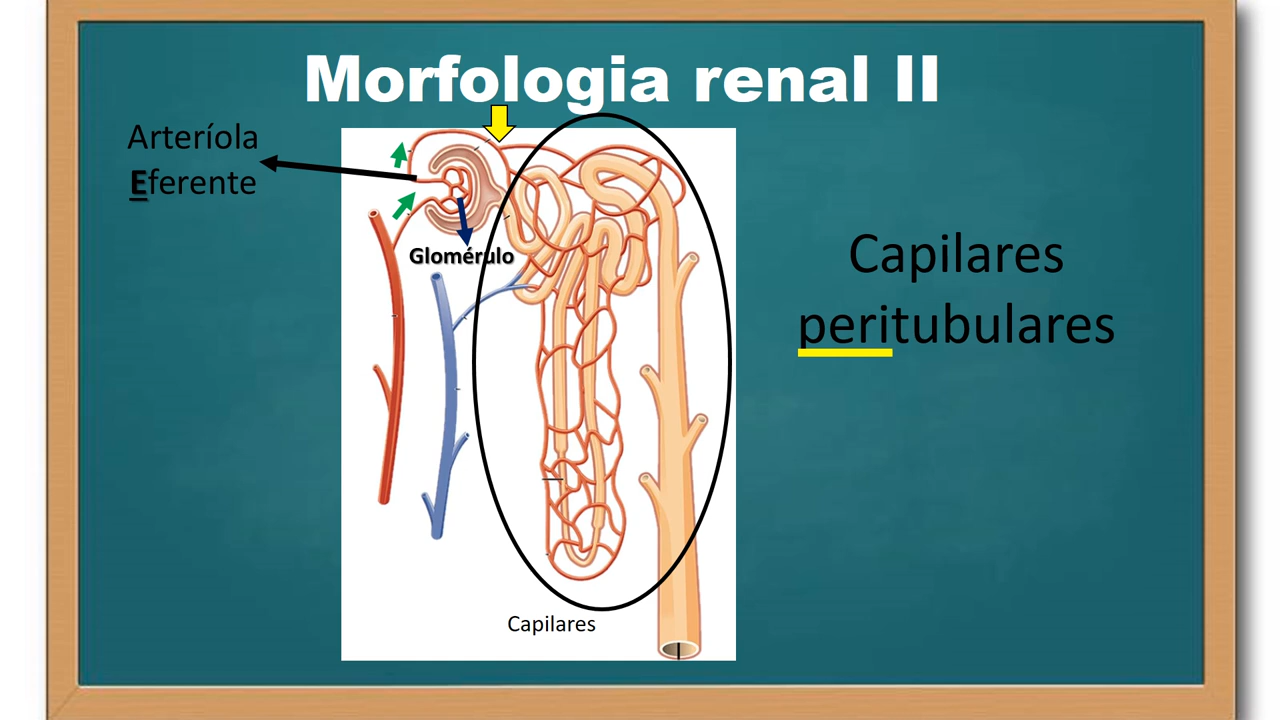 Morfologia renal II
Arteríola
Eferente
Glomérulo
Capilares
peritubulares
Capilares